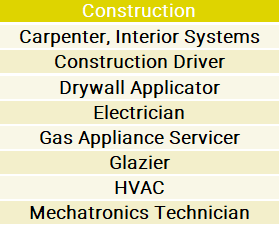 Construction
Carpenter, Interior Systems
Construction Driver
Drywall Applicator
Electrician
Gas Appliance Servicer
Glazier
HVAC
Mechatronics Technician